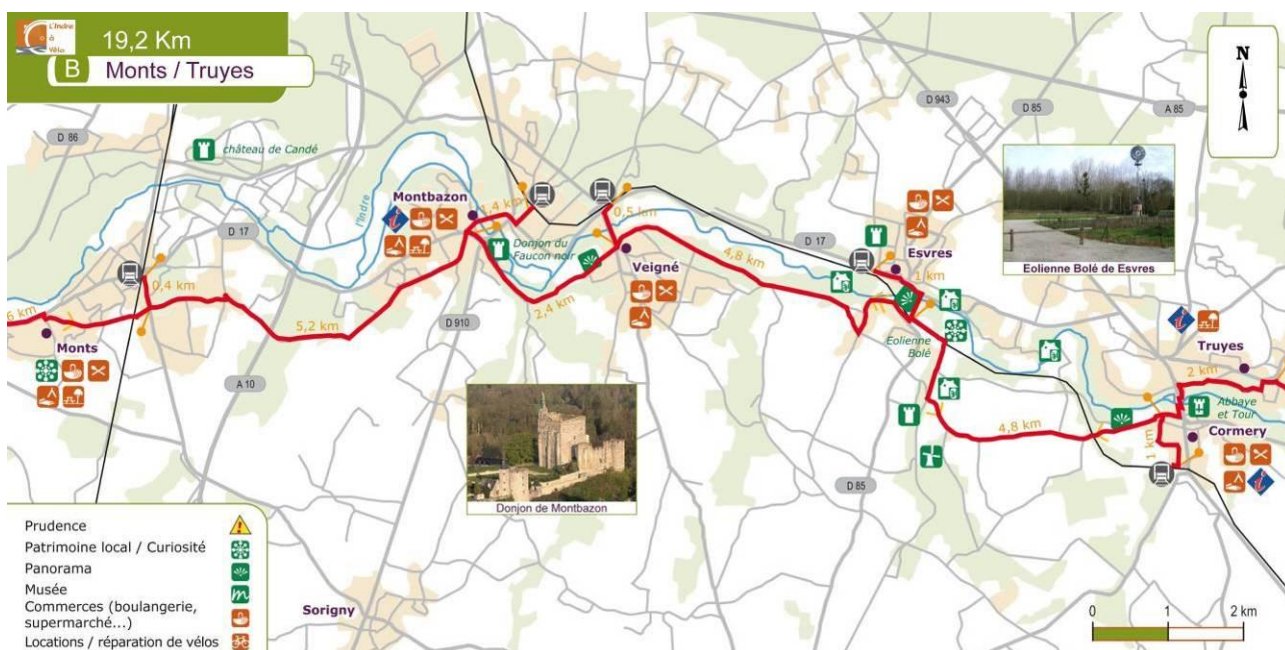 L'Indre
à
Vélo
19,2 Km
B Monts / Truyes
N
D 86
château de Candé
D 943
D 85
A 85
l'Indre
Montbazon
1,4 km
0,5 km
D 17
Donjon du
Faucon noir
Veigné
4,8 km
D 17
Esvres
1 km
Eolienne Bolé de Esvres
0,4 km
6 km
5,2 km
2,4 km
D 910
Monts
A 10
Eolienne
Bolé
Truyes
2 km
Abbaye
et Tour
Cormery
4,8 km
1 km
D 85
Donjon de Montbazon
Sorigny
Prudence
Patrimoine local / Curiosité
Panorama
Musée
Commerces (boulangerie,
supermarché...)
Locations / réparation de vélos
0 1 2 km